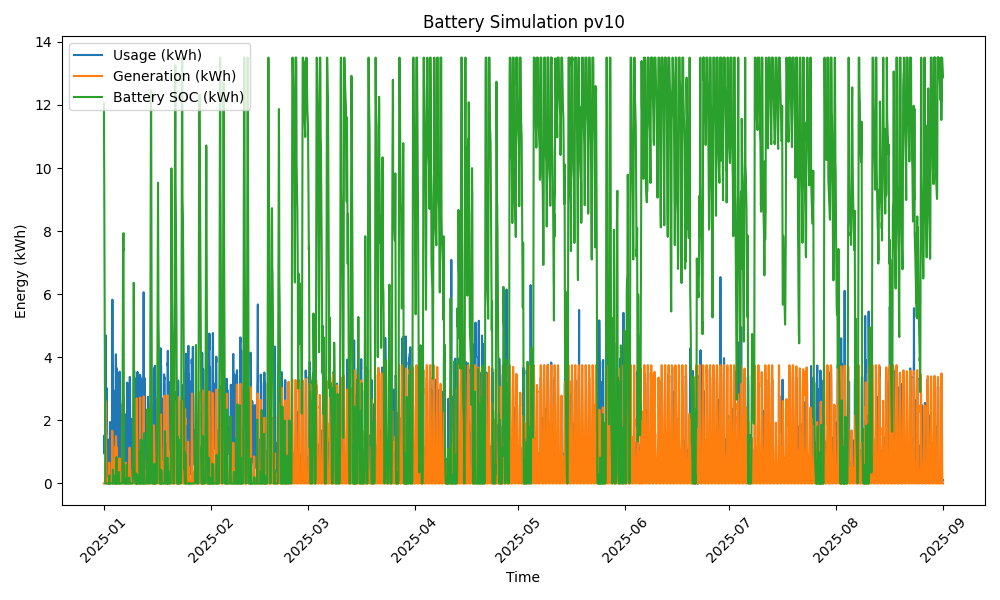 Battery Simulation pv10
Usage (kWh)
Generation (kWh)
Battery SOC (kWh)
Energy (kWh)
14
12
10
8
6
4
2
0
2025-01
2025-02
2025-03
2025-04
2025-05
2025-06
2025-07
2025-08
2025-09
Time